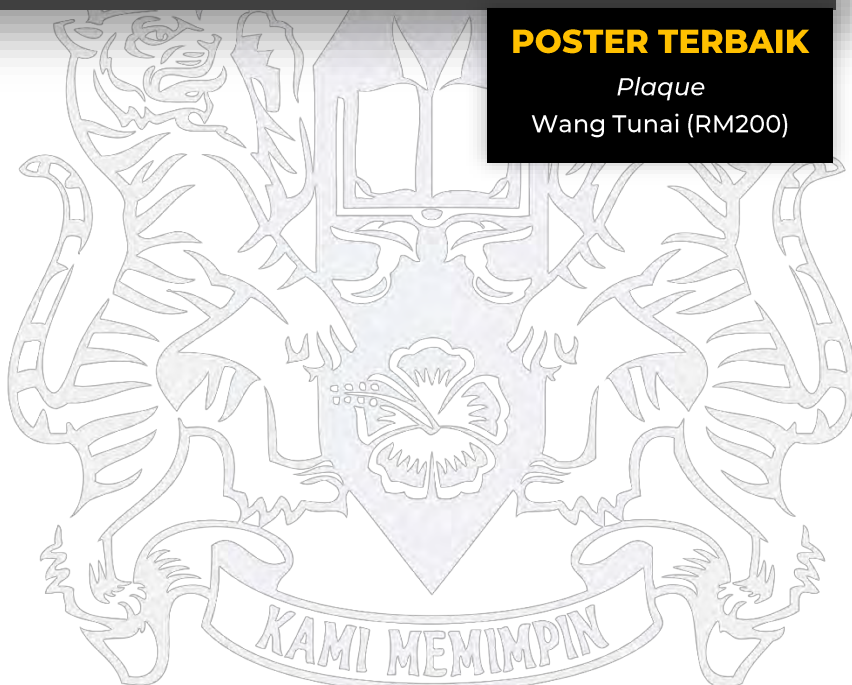 POSTER TERBAIK
Plaque
Wang Tunai (RM200)
KAMI MEMIMPIN